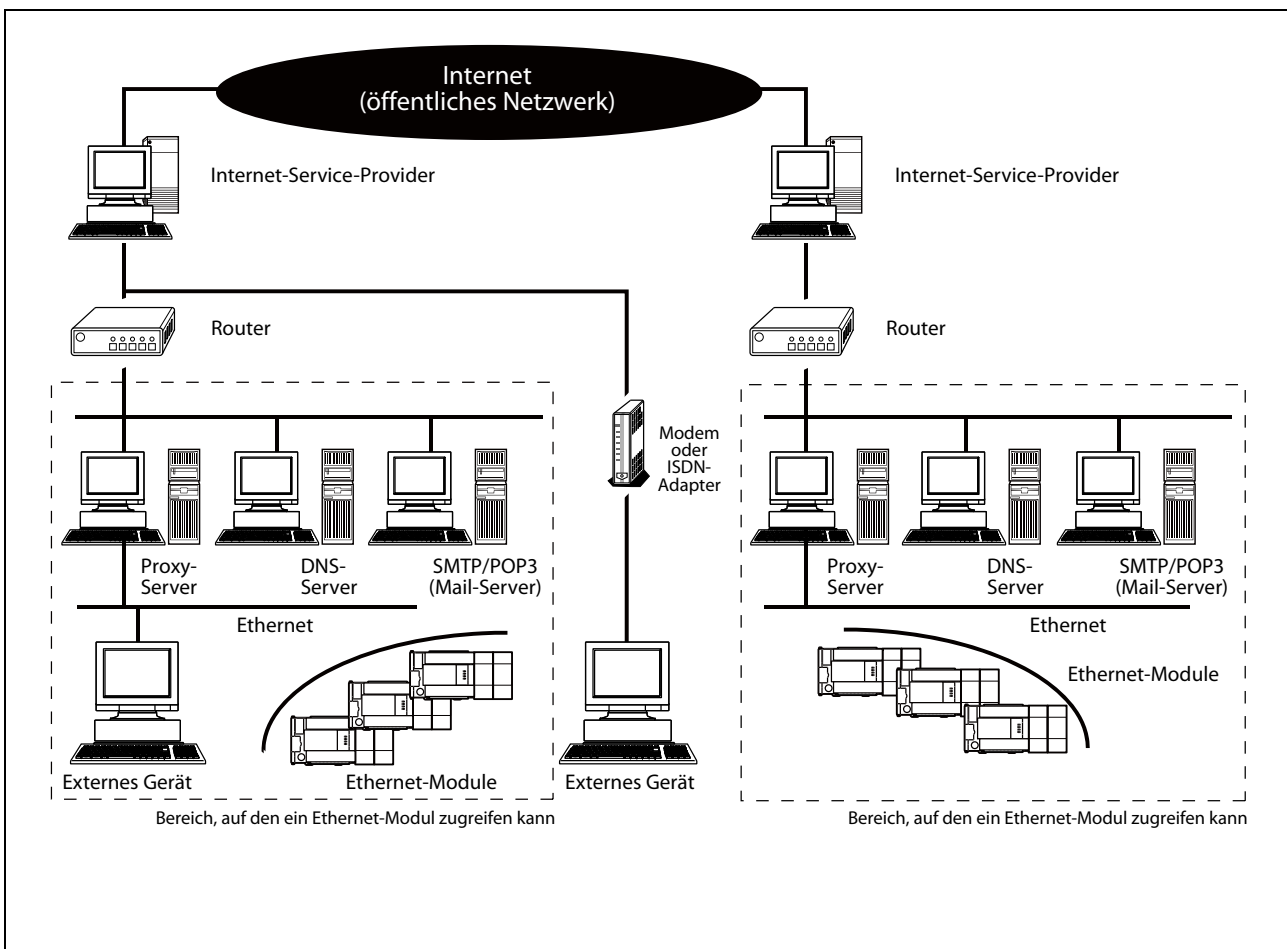 Internet
(öffentliches Netzwerk)
Internet-Service-Provider
Internet-Service-Provider
Router
Router
Modem
oder
ISDN-
Adapter
Proxy-
Server
DNS-
Server
SMTP/POP3
(Mail-Server)
Proxy-
Server
DNS-
Server
SMTP/POP3
(Mail-Server)
Ethernet
Ethernet
Ethernet-Module
Externes Gerät
Ethernet-Module
Externes Gerät
Bereich, auf den ein Ethernet-Modul zugreifen kann
Bereich, auf den ein Ethernet-Modul zugreifen kann